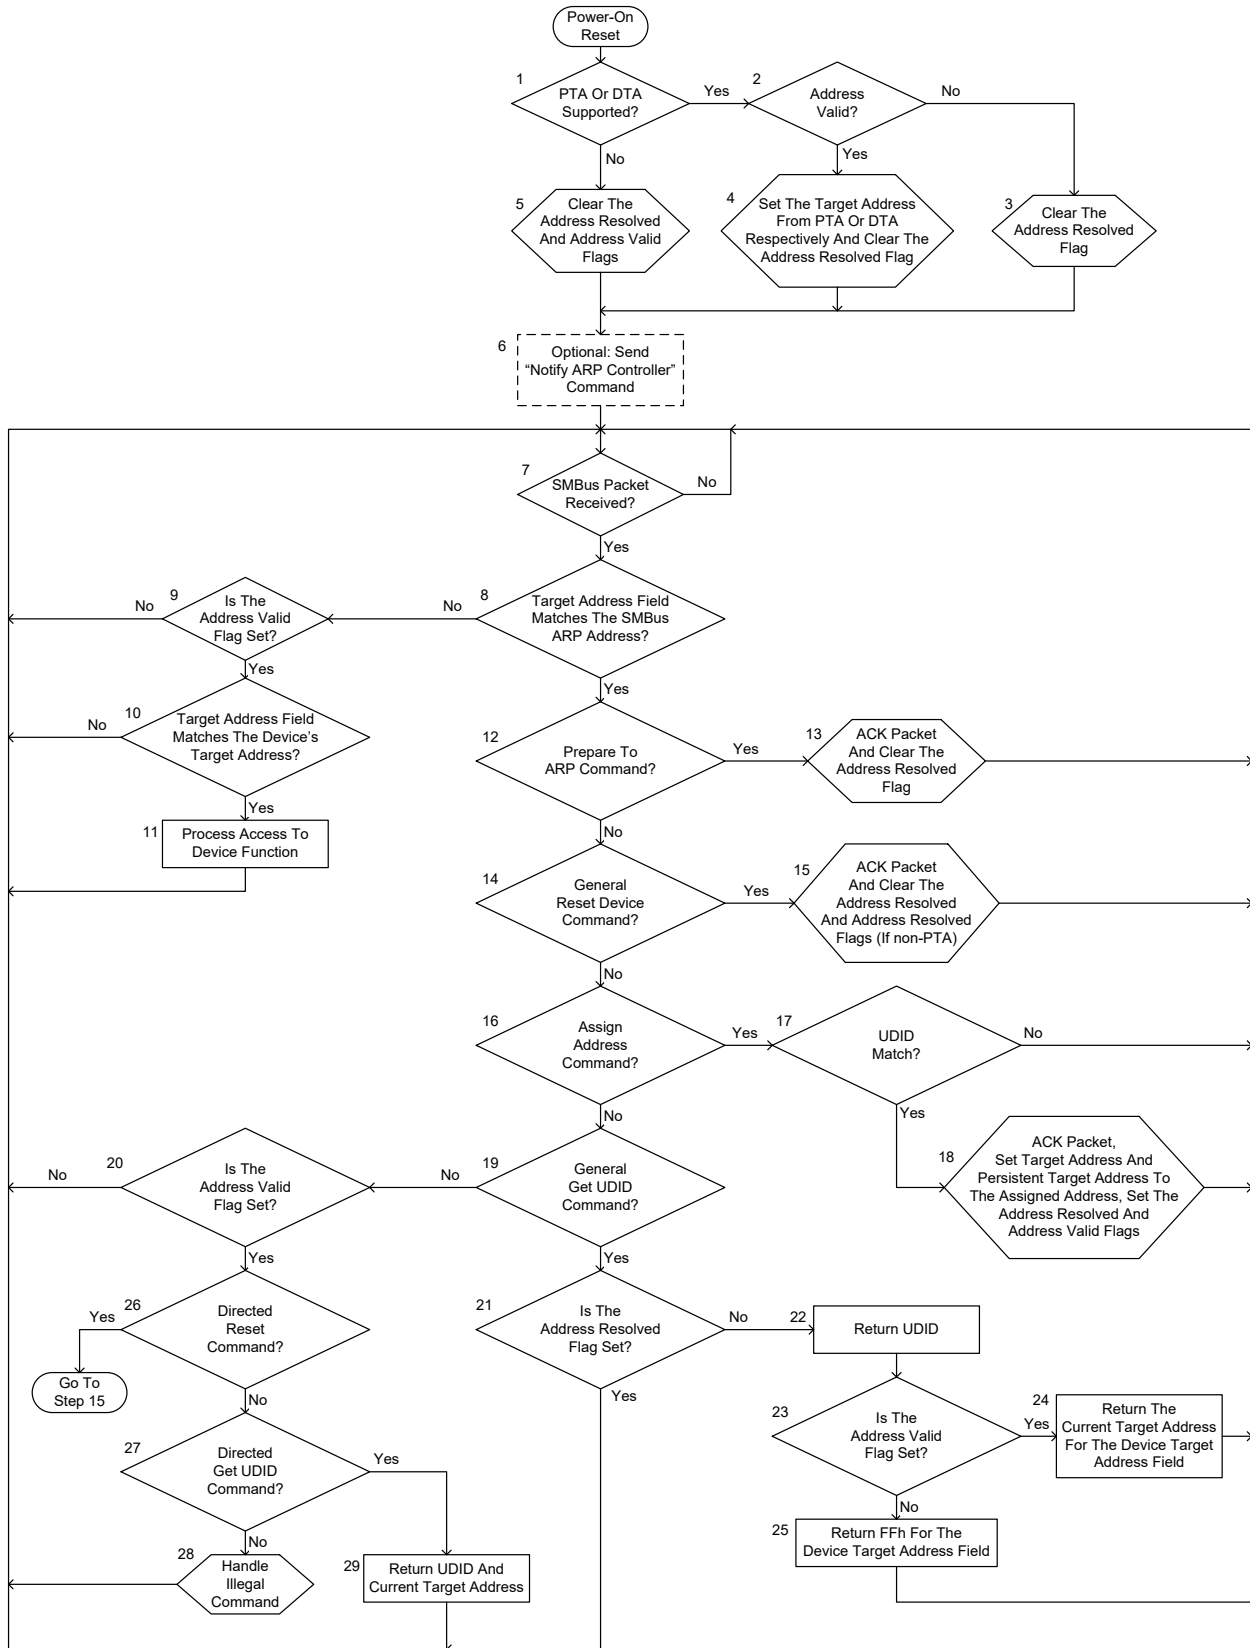 Power-On
Reset
1
PTA Or DTA
Supported?
Yes
2
Address
Valid?
No
No
Yes
5
Clear The
Address Resolved
And Address Valid
Flags
4
Set The Target Address
From PTA Or DTA
Respectively And Clear The
Address Resolved Flag
3
Clear The
Address Resolved
Flag
6
Optional: Send
“Notify ARP Controller”
Command
7
SMBus Packet
Received?
No
Yes
8
Target Address Field
Matches The SMBus
ARP Address?
No
Yes
9
Is The
Address Valid
Flag Set?
No
Yes
10
Target Address Field
Matches The Device’s
Target Address?
No
Yes
11
Process Access To
Device Function
12
Prepare To
ARP Command?
Yes
No
13
ACK Packet
And Clear The
Address Resolved
Flag
14
General
Reset Device
Command?
Yes
No
15
ACK Packet
And Clear The
Address Resolved
And Address Resolved
Flags (If non-PTA)
16
Assign
Address
Command?
Yes
No
17
UDID
Match?
No
Yes
18
ACK Packet,
Set Target Address And
Persistent Target Address To
The Assigned Address, Set The
Address Resolved And
Address Valid Flags
19
General
Get UDID
Command?
No
Yes
20
Is The
Address Valid
Flag Set?
No
Yes
21
Is The
Address Resolved
Flag Set?
No
Yes
22
Return UDID
23
Is The
Address Valid
Flag Set?
Yes
No
24
Return The
Current Target Address
For The Device Target
Address Field
25
Return FFh For The
Device Target Address Field
26
Directed
Reset
Command?
Yes
No
Go To
Step 15
27
Directed
Get UDID
Command?
Yes
No
28
Handle
Illegal
Command
29
Return UDID And
Current Target Address